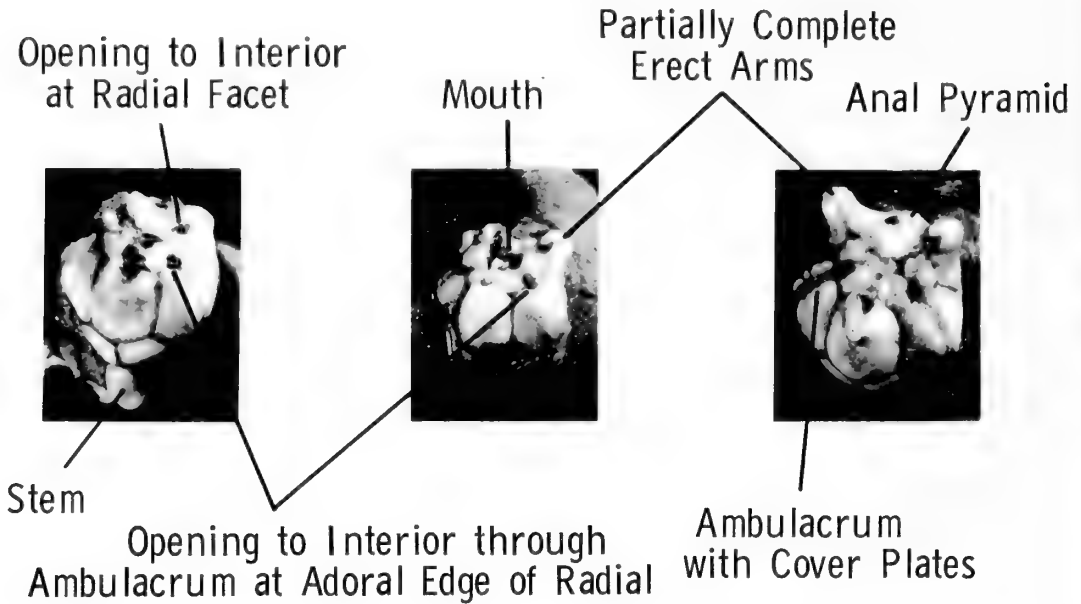 Opening to Interior
at Radial Facet
Mouth
Partially Complete
Erect Arms
Anal Pyramid
Stem
Opening to Interior through
Ambulacrum at Adoral Edge of Radial
Ambulacrum
with Cover Plates